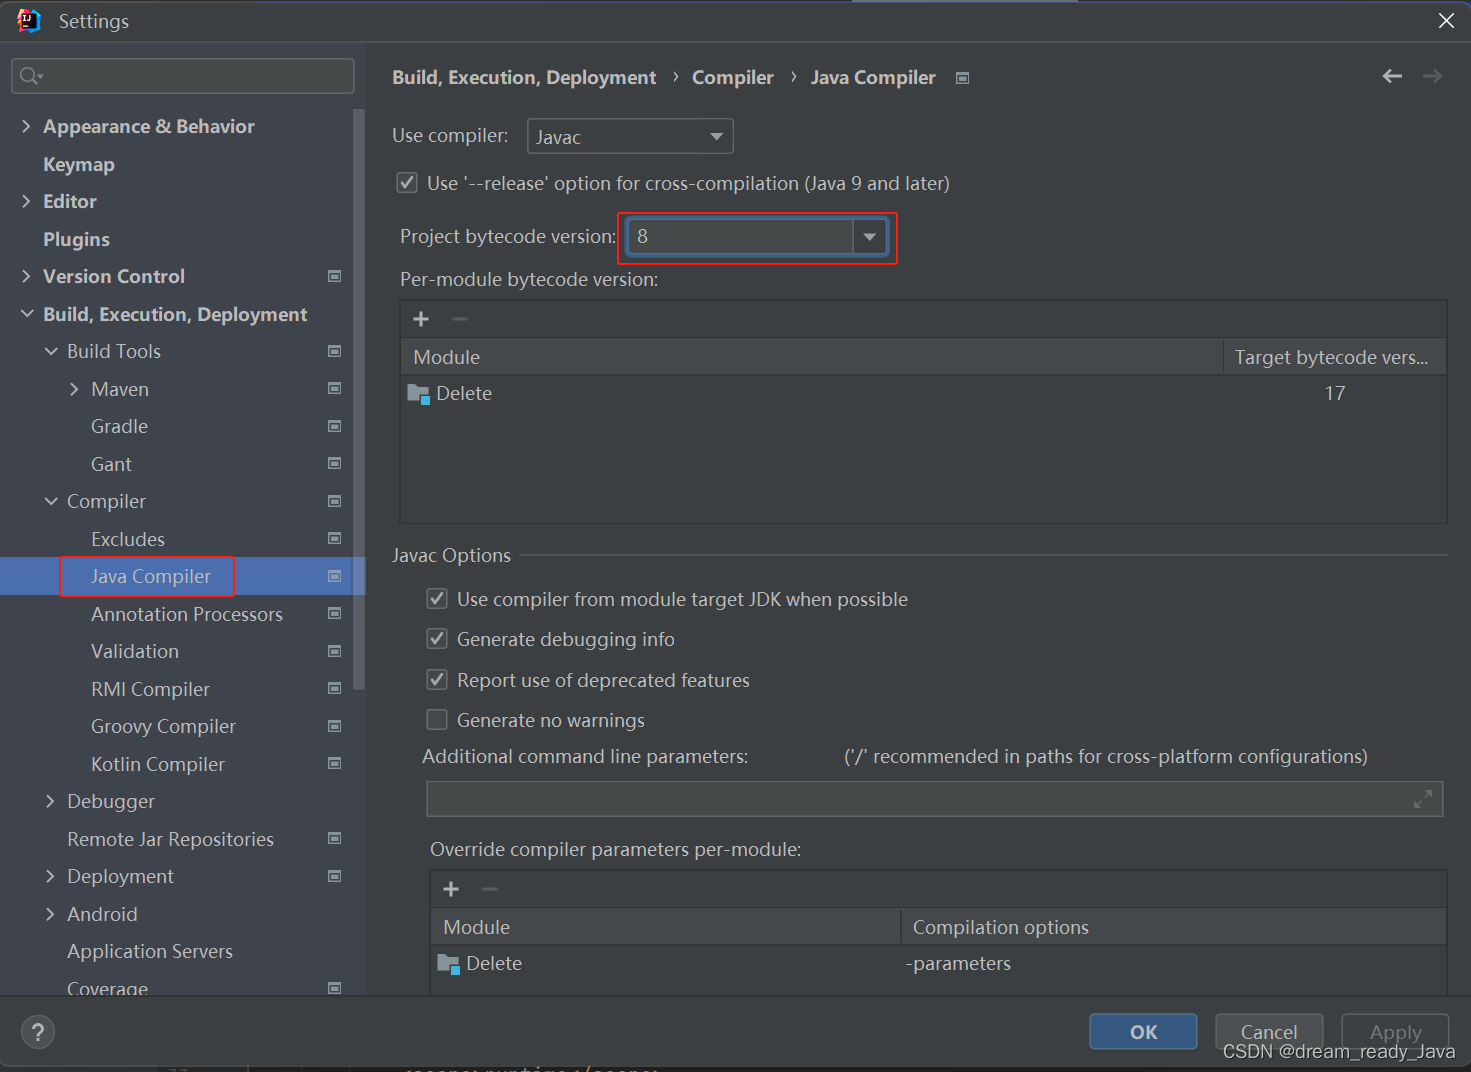 Settings
Build, Execution, Deployment › Compiler › Java Compiler
Appearance & Behavior
Keymap
Editor
Plugins
Version Control
Build, Execution, Deployment
Build Tools
Maven
Gradle
Gant
Compiler
Excludes
Java Compiler
Annotation Processors
Validation
RMI Compiler
Groovy Compiler
Kotlin Compiler
Debugger
Remote Jar Repositories
Deployment
Android
Application Servers
Coverage
Use compiler: Javac
Use '--release' option for cross-compilation (Java 9 and later)
Project bytecode version: 8
Per-module bytecode version:
Module Target bytecode vers...
Delete 17
Javac Options
Use compiler from module target JDK when possible
Generate debugging info
Report use of deprecated features
Generate no warnings
Additional command line parameters: ('/' recommended in paths for cross-platform configurations)
Override compiler parameters per-module:
Module Compilation options
Delete -parameters
? OK Cancel Apply
CSDN @dream_ready_Java